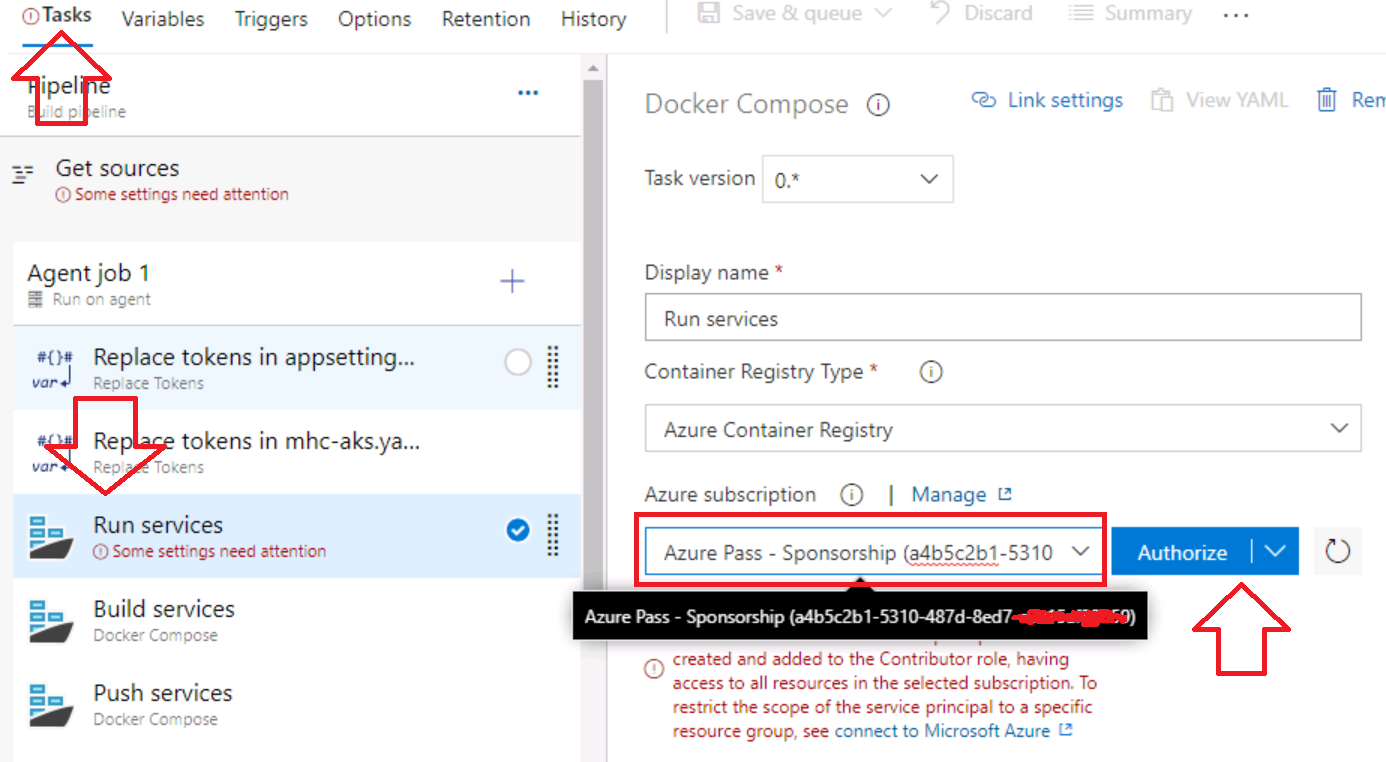 Tasks Variables Triggers Options Retention History Save & queue Discard Summary ...
Pipeline ...
Build pipeline
Get sources
Some settings need attention
Agent job 1
Run on agent
#{}# Replace tokens in appsetting...
var Replace Tokens
#{}# Replace tokens in mhc-aks.ya...
var Replace Tokens
Run services
Some settings need attention
Build services
Docker Compose
Push services
Docker Compose
Docker Compose Link settings View YAML Rem
Task version 0.*
Display name *
Run services
Container Registry Type *
Azure Container Registry
Azure subscription | Manage
Azure Pass - Sponsorship (a4b5c2b1-5310 Authorize
Azure Pass - Sponsorship (a4b5c2b1-5310-487d-8ed7-
created and added to the Contributor role, having
access to all resources in the selected subscription. To
restrict the scope of the service principal to a specific
resource group, see connect to Microsoft Azure